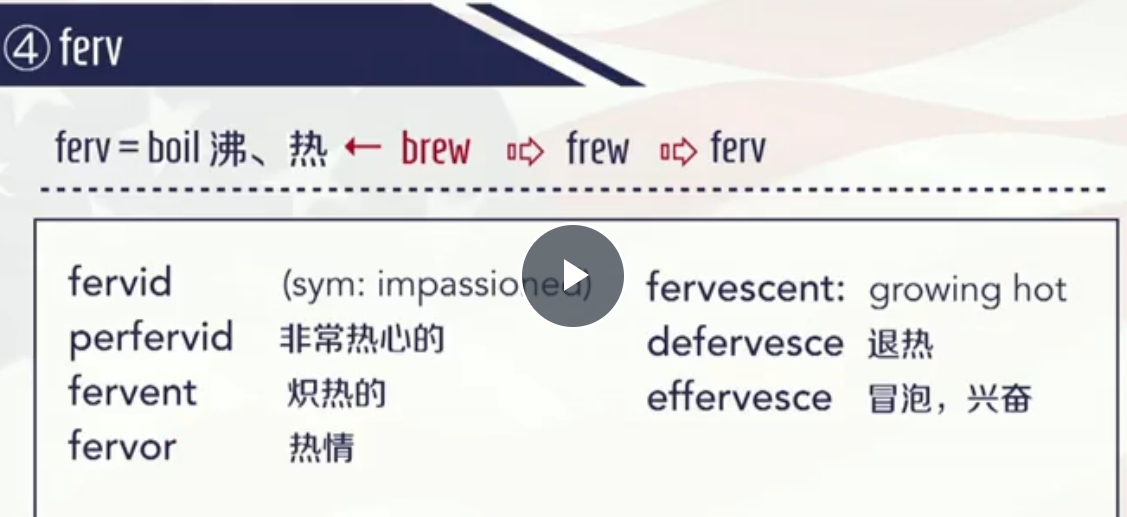 ④ ferv
ferv = boil 沸、热 ← brew ⇨ frew ⇨ ferv
fervid (sym: impassioned)
perfervid 非常热心的
fervent 炽热的
fervor 热情
fervescent: growing hot
defervesce 退热
effervesce 冒泡，兴奋